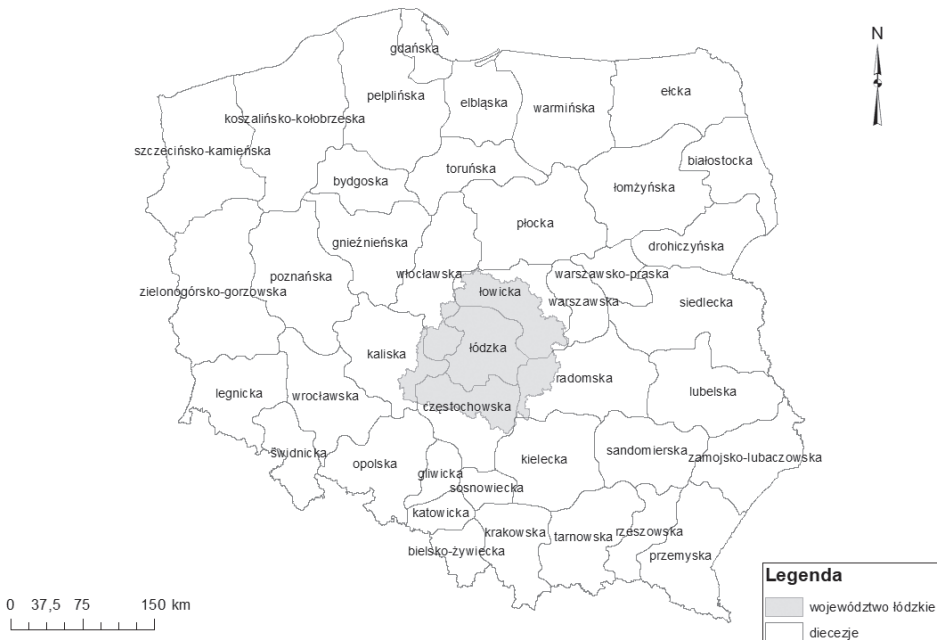 N
gdańska
ełcka
pelplińska
elbląska
warmińska
koszalińsko-kołobrzeska
szczecińsko-kamieńska
białostocka
toruńska
bydgoska
łomżyńska
płocka
gnieźnieńska
drohiczyńska
włocławska
warszawsko-praska
poznańska
zielonogórsko-gorzowska
łowicka
warszawska
siedlecka
łódzka
kaliska
radomska
legnicka
wrocławska
lubelska
częstochowska
świdnicka
opolska
kielecka
sandomierska
zamojsko-lubaczowska
gliwicka
sosnowiecka
katowicka
krakowska
tarnowska
rzeszowska
bielsko-żywiecka
przemyska
Legenda
województwo łódzkie
diecezje
0 37,5 75 150 km